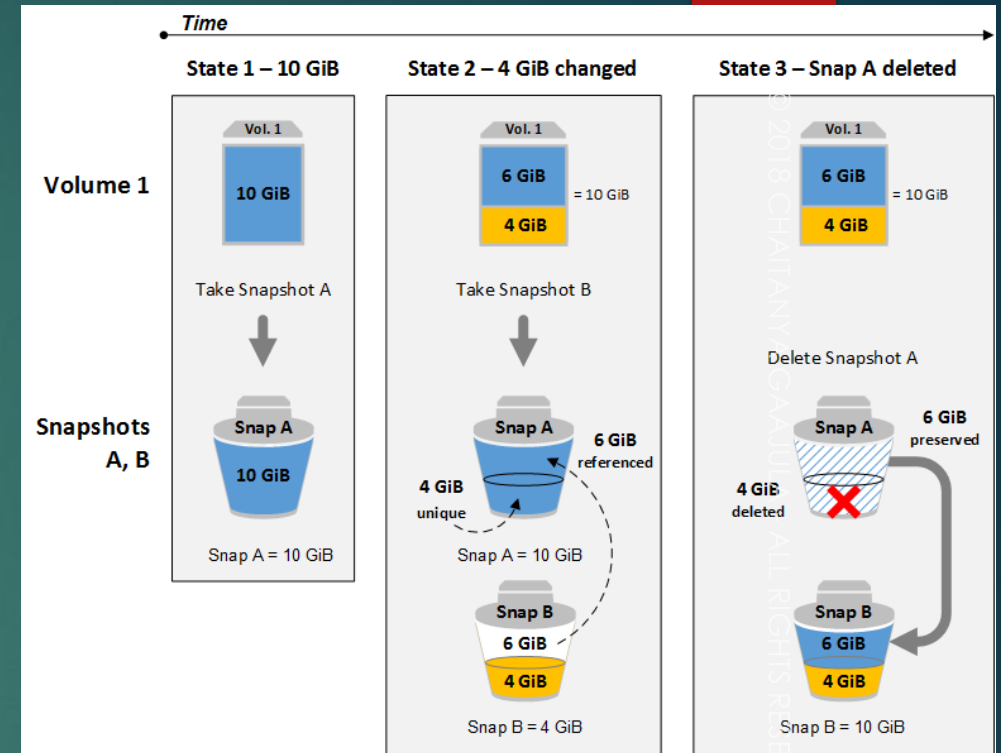 Time
State 1 – 10 GiB
State 2 – 4 GiB changed
State 3 – Snap A deleted
Volume 1
Vol. 1
10 GiB
Vol. 1
6 GiB
= 10 GiB
4 GiB
Vol. 1
6 GiB
= 10 GiB
4 GiB
Take Snapshot A
Take Snapshot B
Delete Snapshot A
Snapshots
A, B
Snap A
10 GiB
Snap A = 10 GiB
Snap A
6 GiB
referenced
4 GiB
unique
Snap A = 10 GiB
Snap B
6 GiB
4 GiB
Snap B = 4 GiB
Snap A
6 GiB
preserved
4 GiB
deleted
Snap B
6 GiB
4 GiB
Snap B = 10 GiB
© 2018 CHAITANYA ALL RIGHTS